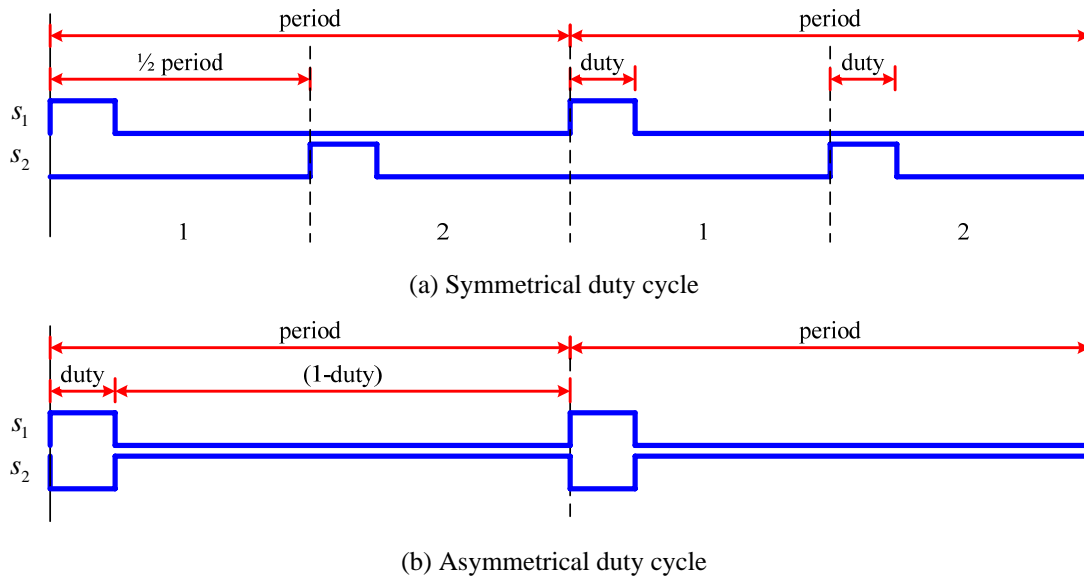 period period
½ period duty duty
s₁
s₂
1 2 1 2
(a) Symmetrical duty cycle
period period
duty (1-duty)
s₁
s₂
(b) Asymmetrical duty cycle